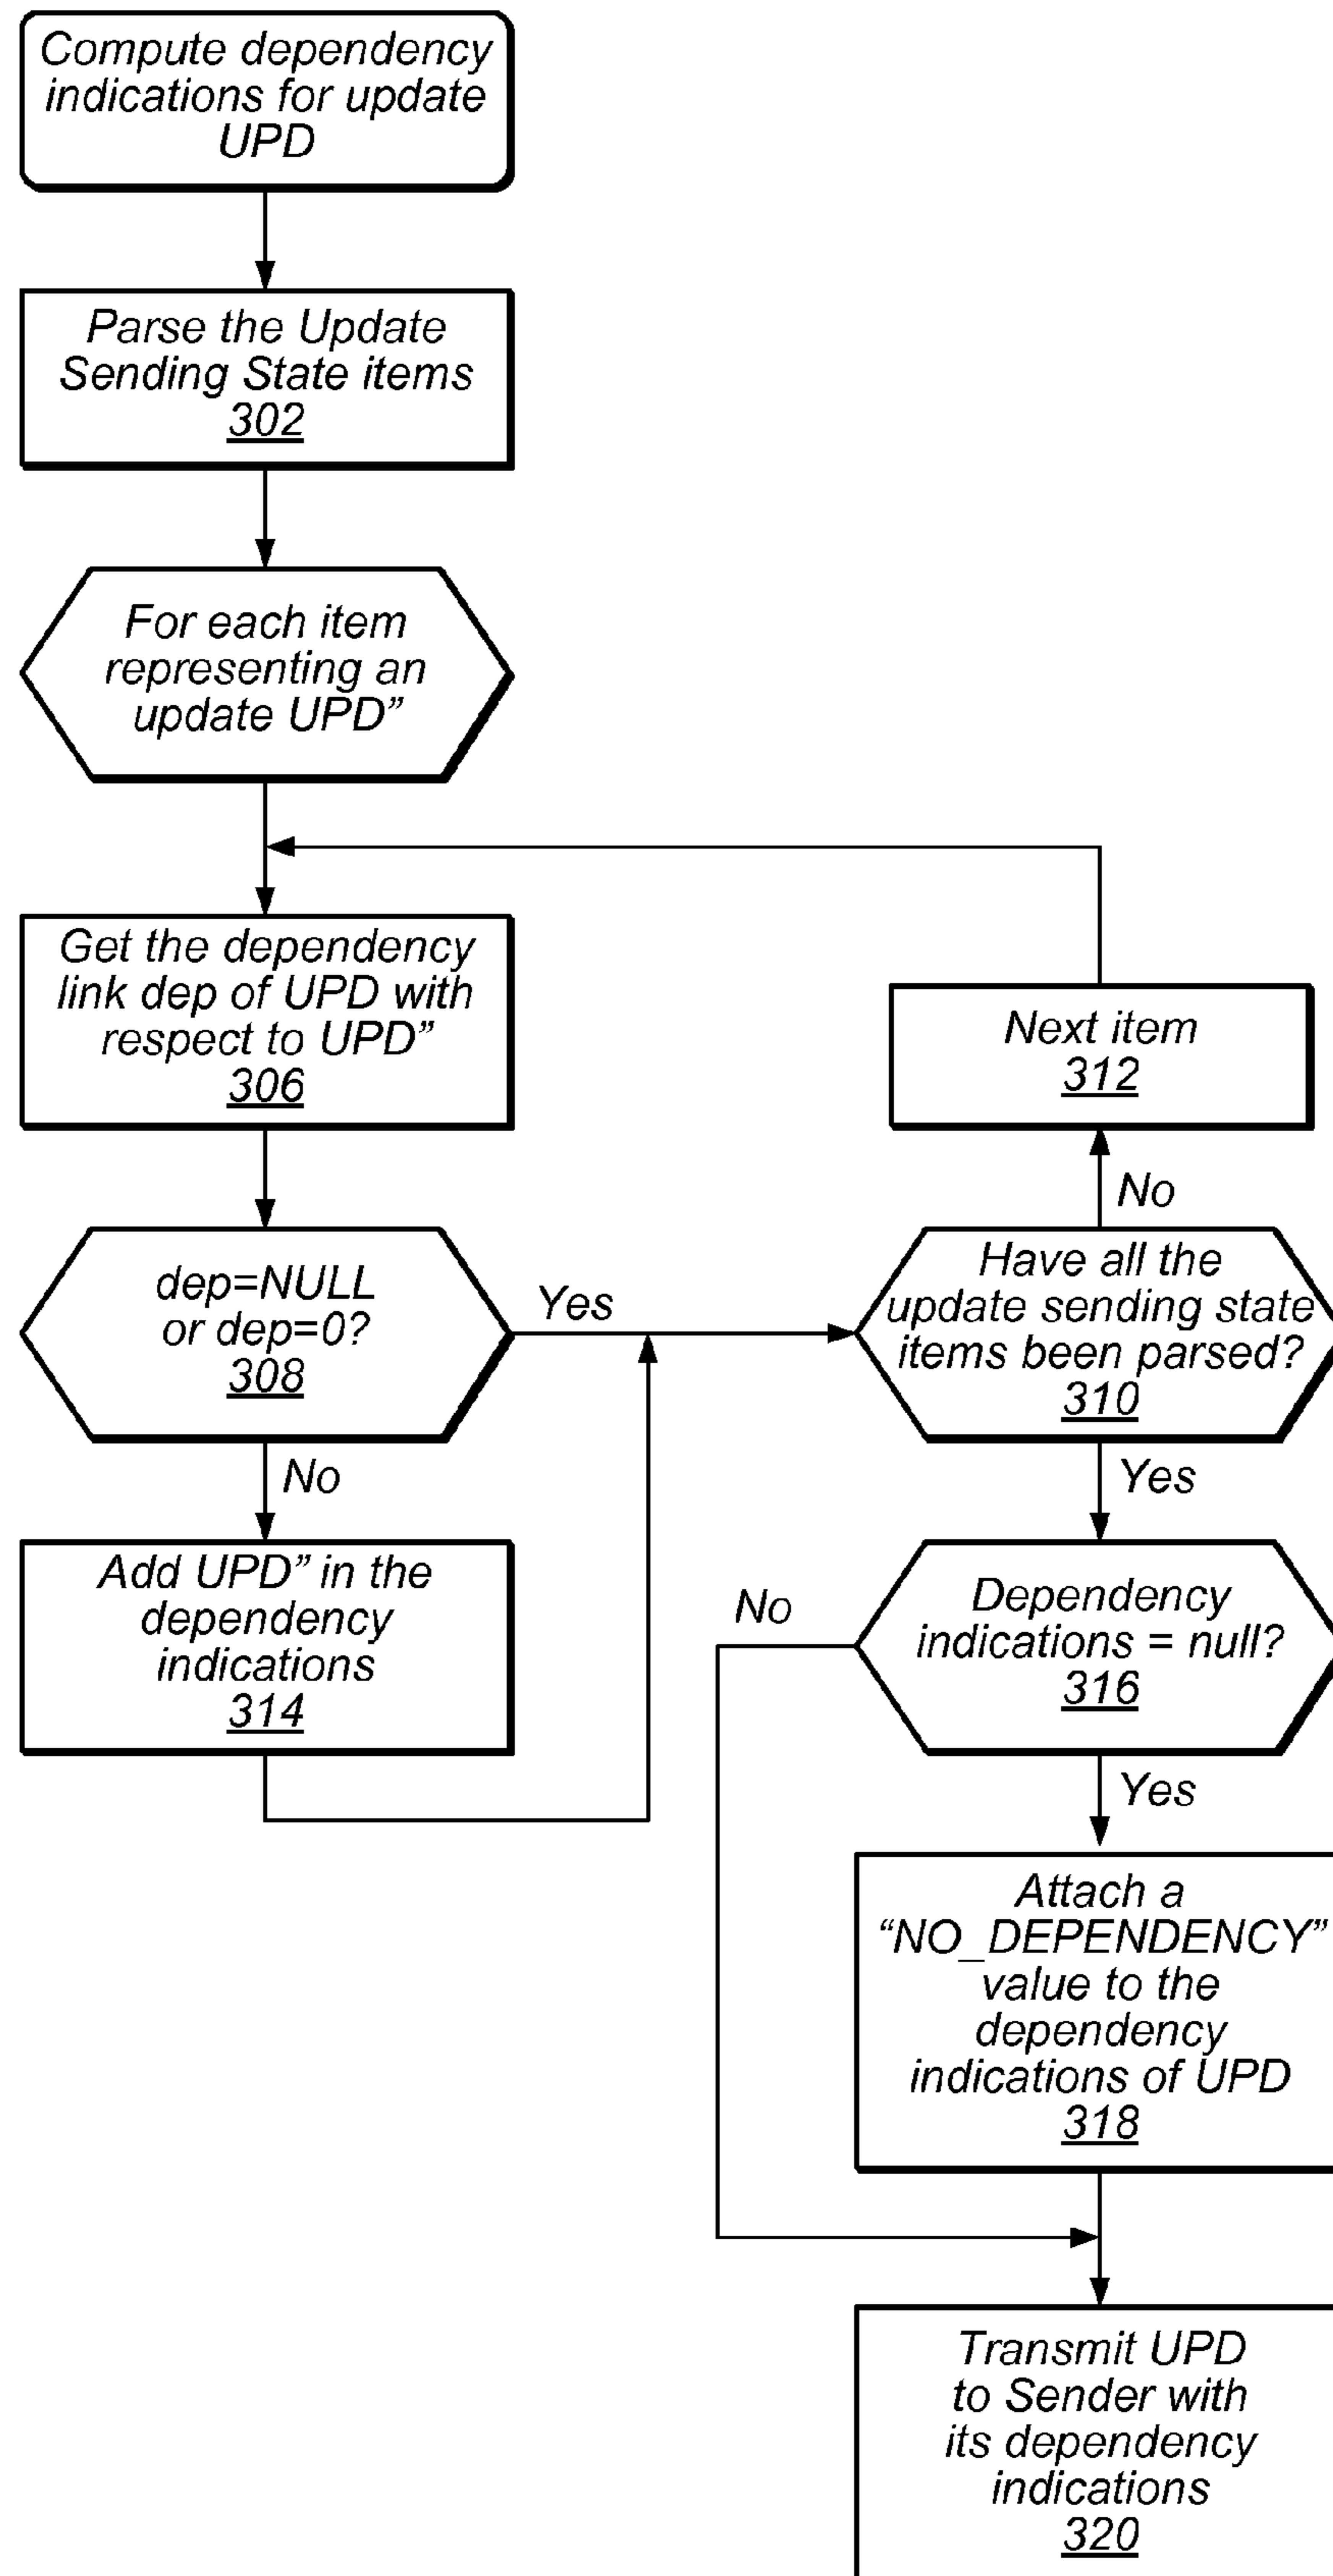 Compute dependency
indications for update
UPD
Parse the Update
Sending State items
302
For each item
representing an
update UPD”
Get the dependency
link dep of UPD with
respect to UPD”
306
Next item
312
No
dep=NULL
or dep=0?
308
Yes
Have all the
update sending state
items been parsed?
310
No
Yes
Add UPD” in the
dependency
indications
314
No
Dependency
indications = null?
316
Yes
Attach a
“NO_DEPENDENCY”
value to the
dependency
indications of UPD
318
Transmit UPD
to Sender with
its dependency
indications
320